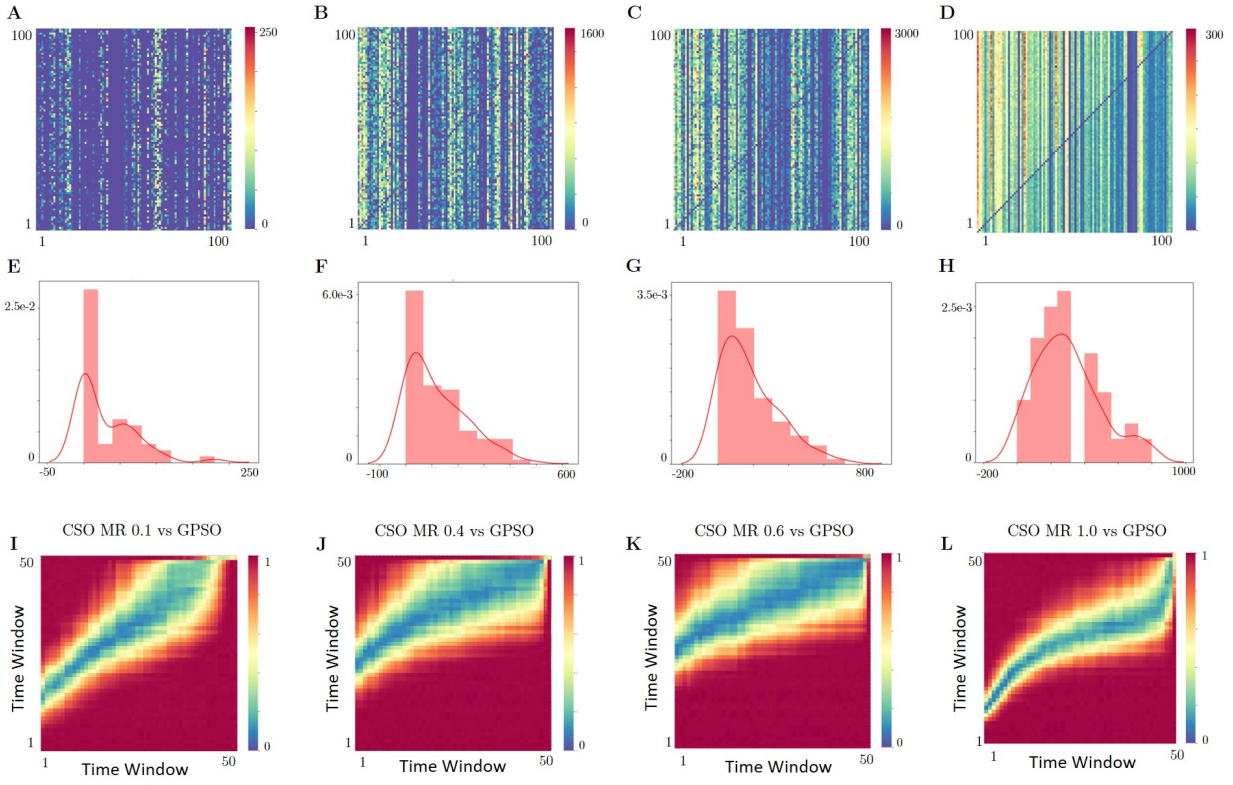 A
B
C
D
100
250
0
1
1
100
100
1600
0
1
1
100
100
3000
0
1
1
100
100
300
1
1
100
E
F
G
H
2.5e-2
0
-50
250
6.0e-3
0
-100
600
3.5e-3
0
-200
800
2.5e-3
0
-200
1000
CSO MR 0.1 vs GPSO
CSO MR 0.4 vs GPSO
CSO MR 0.6 vs GPSO
CSO MR 1.0 vs GPSO
I
J
K
L
50
1
Time Window
1
0
1
50
Time Window
50
1
Time Window
1
0
1
50
Time Window
50
1
Time Window
1
0
1
50
Time Window
50
1
Time Window
1
0
1
50
Time Window